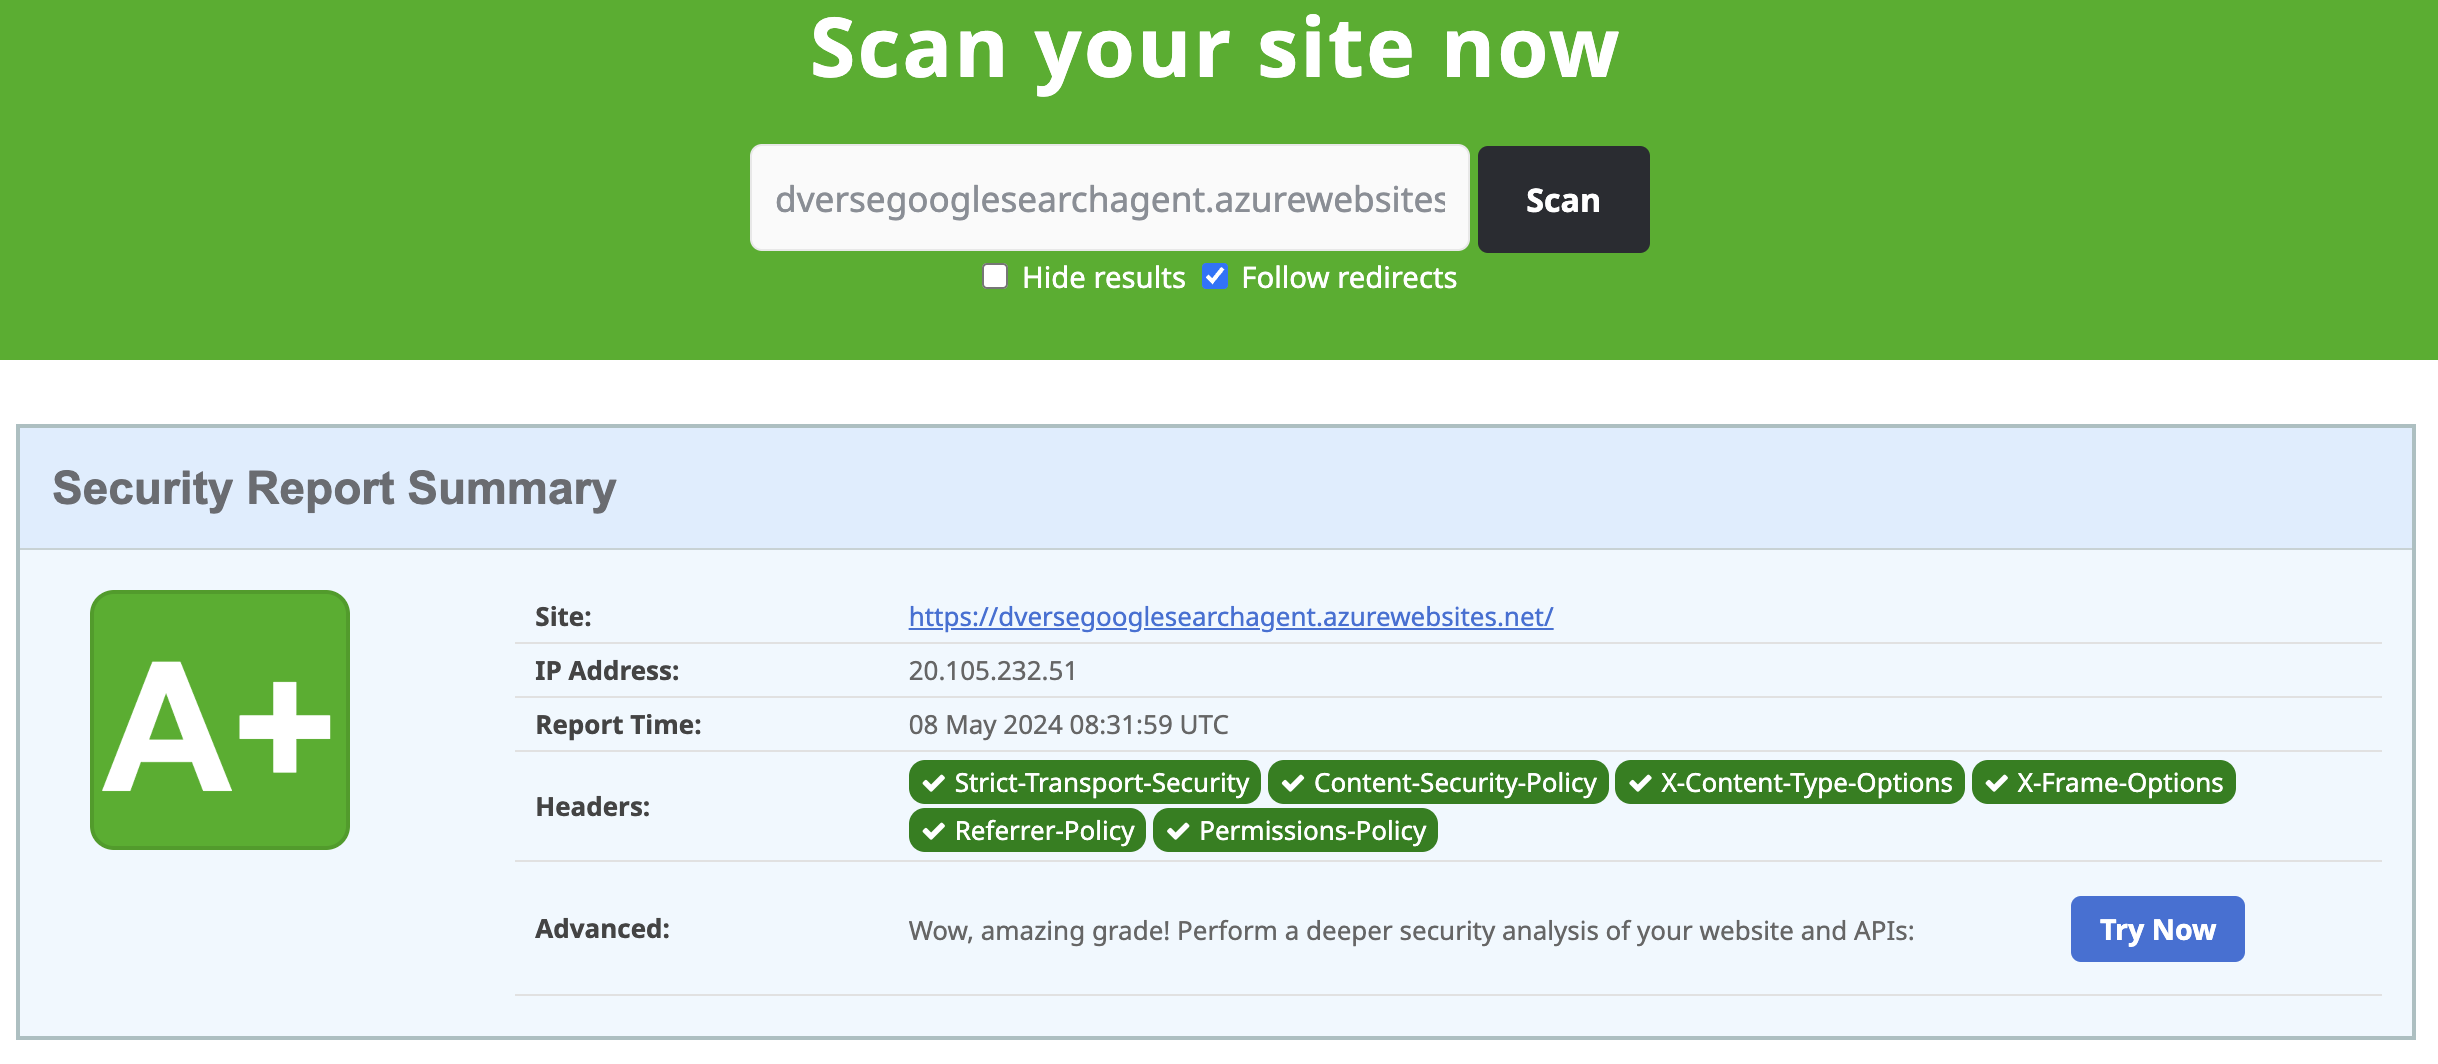 Scan your site now
dversegooglesearchagent.azurewebsites
Scan
Hide results Follow redirects
Security Report Summary
A+
Site: https://dversegooglesearchagent.azurewebsites.net/
IP Address: 20.105.232.51
Report Time: 08 May 2024 08:31:59 UTC
Headers: Strict-Transport-Security Content-Security-Policy X-Content-Type-Options X-Frame-Options
Referrer-Policy Permissions-Policy
Advanced: Wow, amazing grade! Perform a deeper security analysis of your website and APIs: Try Now